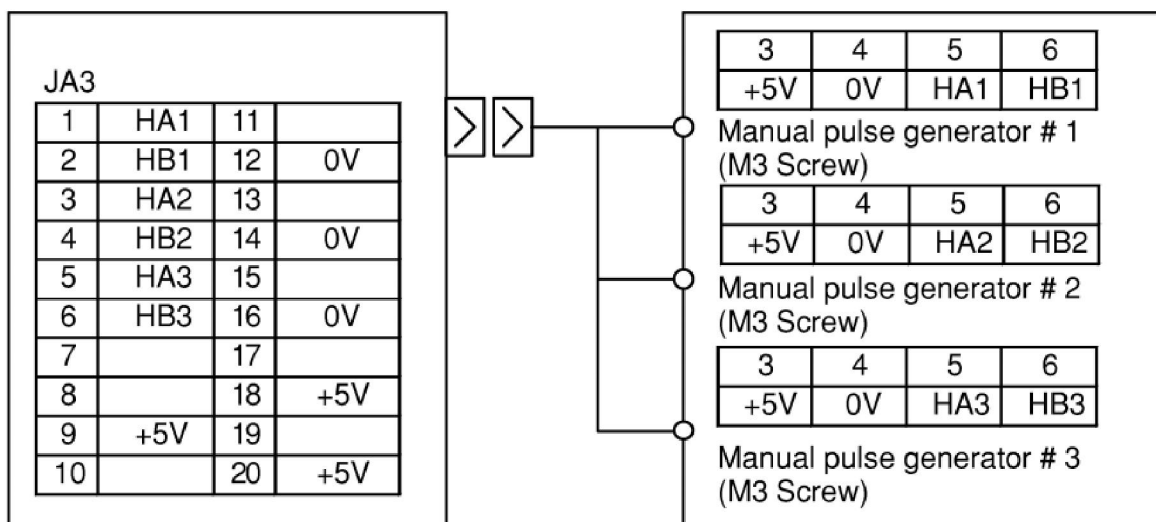 JA3
1 HA1 11
2 HB1 12 0V
3 HA2 13
4 HB2 14 0V
5 HA3 15
6 HB3 16 0V
7 17
8 18 +5V
9 +5V 19
10 20 +5V
3 4 5 6
+5V 0V HA1 HB1
Manual pulse generator # 1
(M3 Screw)
3 4 5 6
+5V 0V HA2 HB2
Manual pulse generator # 2
(M3 Screw)
3 4 5 6
+5V 0V HA3 HB3
Manual pulse generator # 3
(M3 Screw)